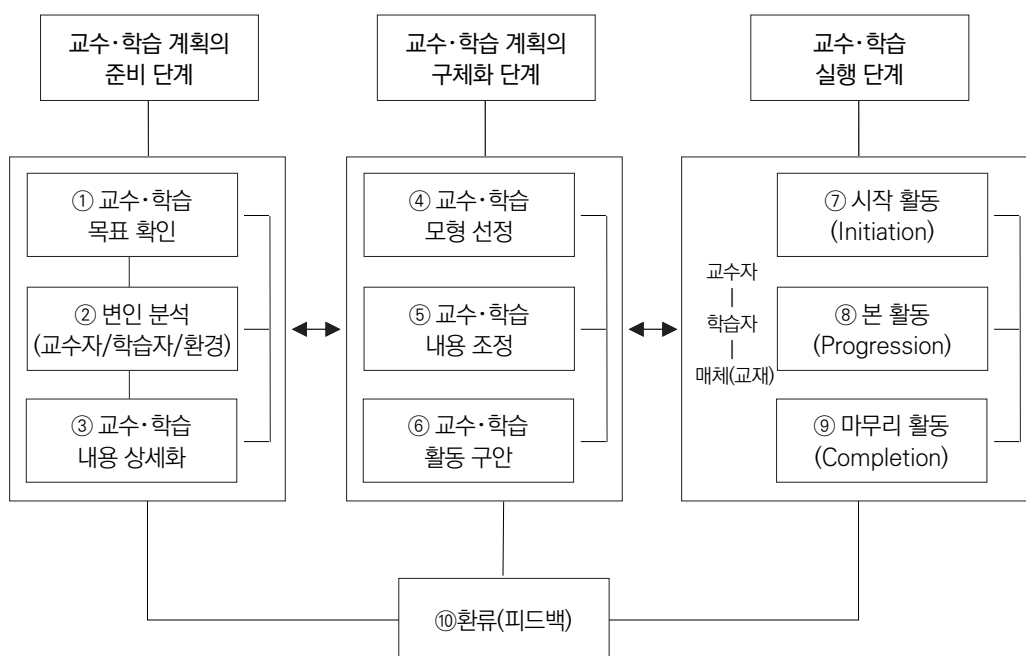 교수·학습 계획의
준비 단계
교수·학습 계획의
구체화 단계
교수·학습
실행 단계
① 교수·학습
목표 확인
② 변인 분석
(교수자/학습자/환경)
③ 교수·학습
내용 상세화
④ 교수·학습
모형 선정
⑤ 교수·학습
내용 조정
⑥ 교수·학습
활동 구안
교수자
학습자
매체(교재)
⑦ 시작 활동
(Initiation)
⑧ 본 활동
(Progression)
⑨ 마무리 활동
(Completion)
⑩환류(피드백)